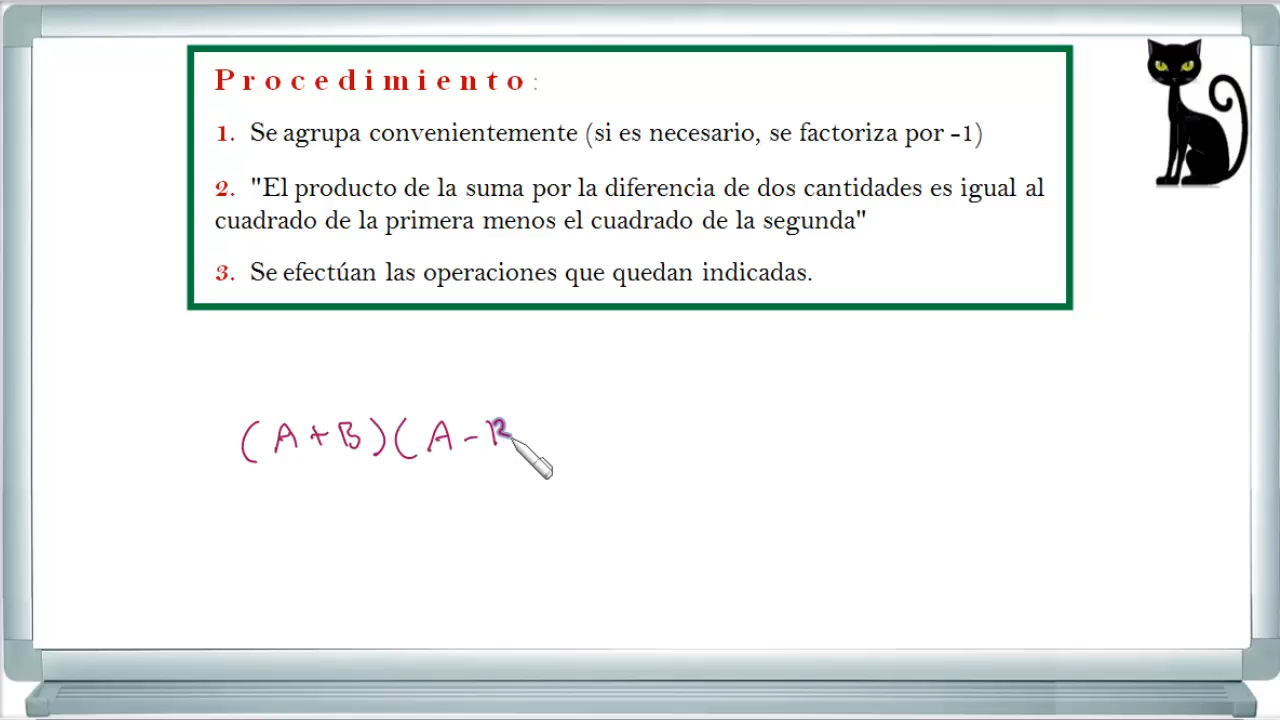 Procedimiento:
1. Se agrupa convenientemente (si es necesario, se factoriza por -1)
2. "El producto de la suma por la diferencia de dos cantidades es igual al
cuadrado de la primera menos el cuadrado de la segunda"
3. Se efectúan las operaciones que quedan indicadas.
(A+B)(A-B